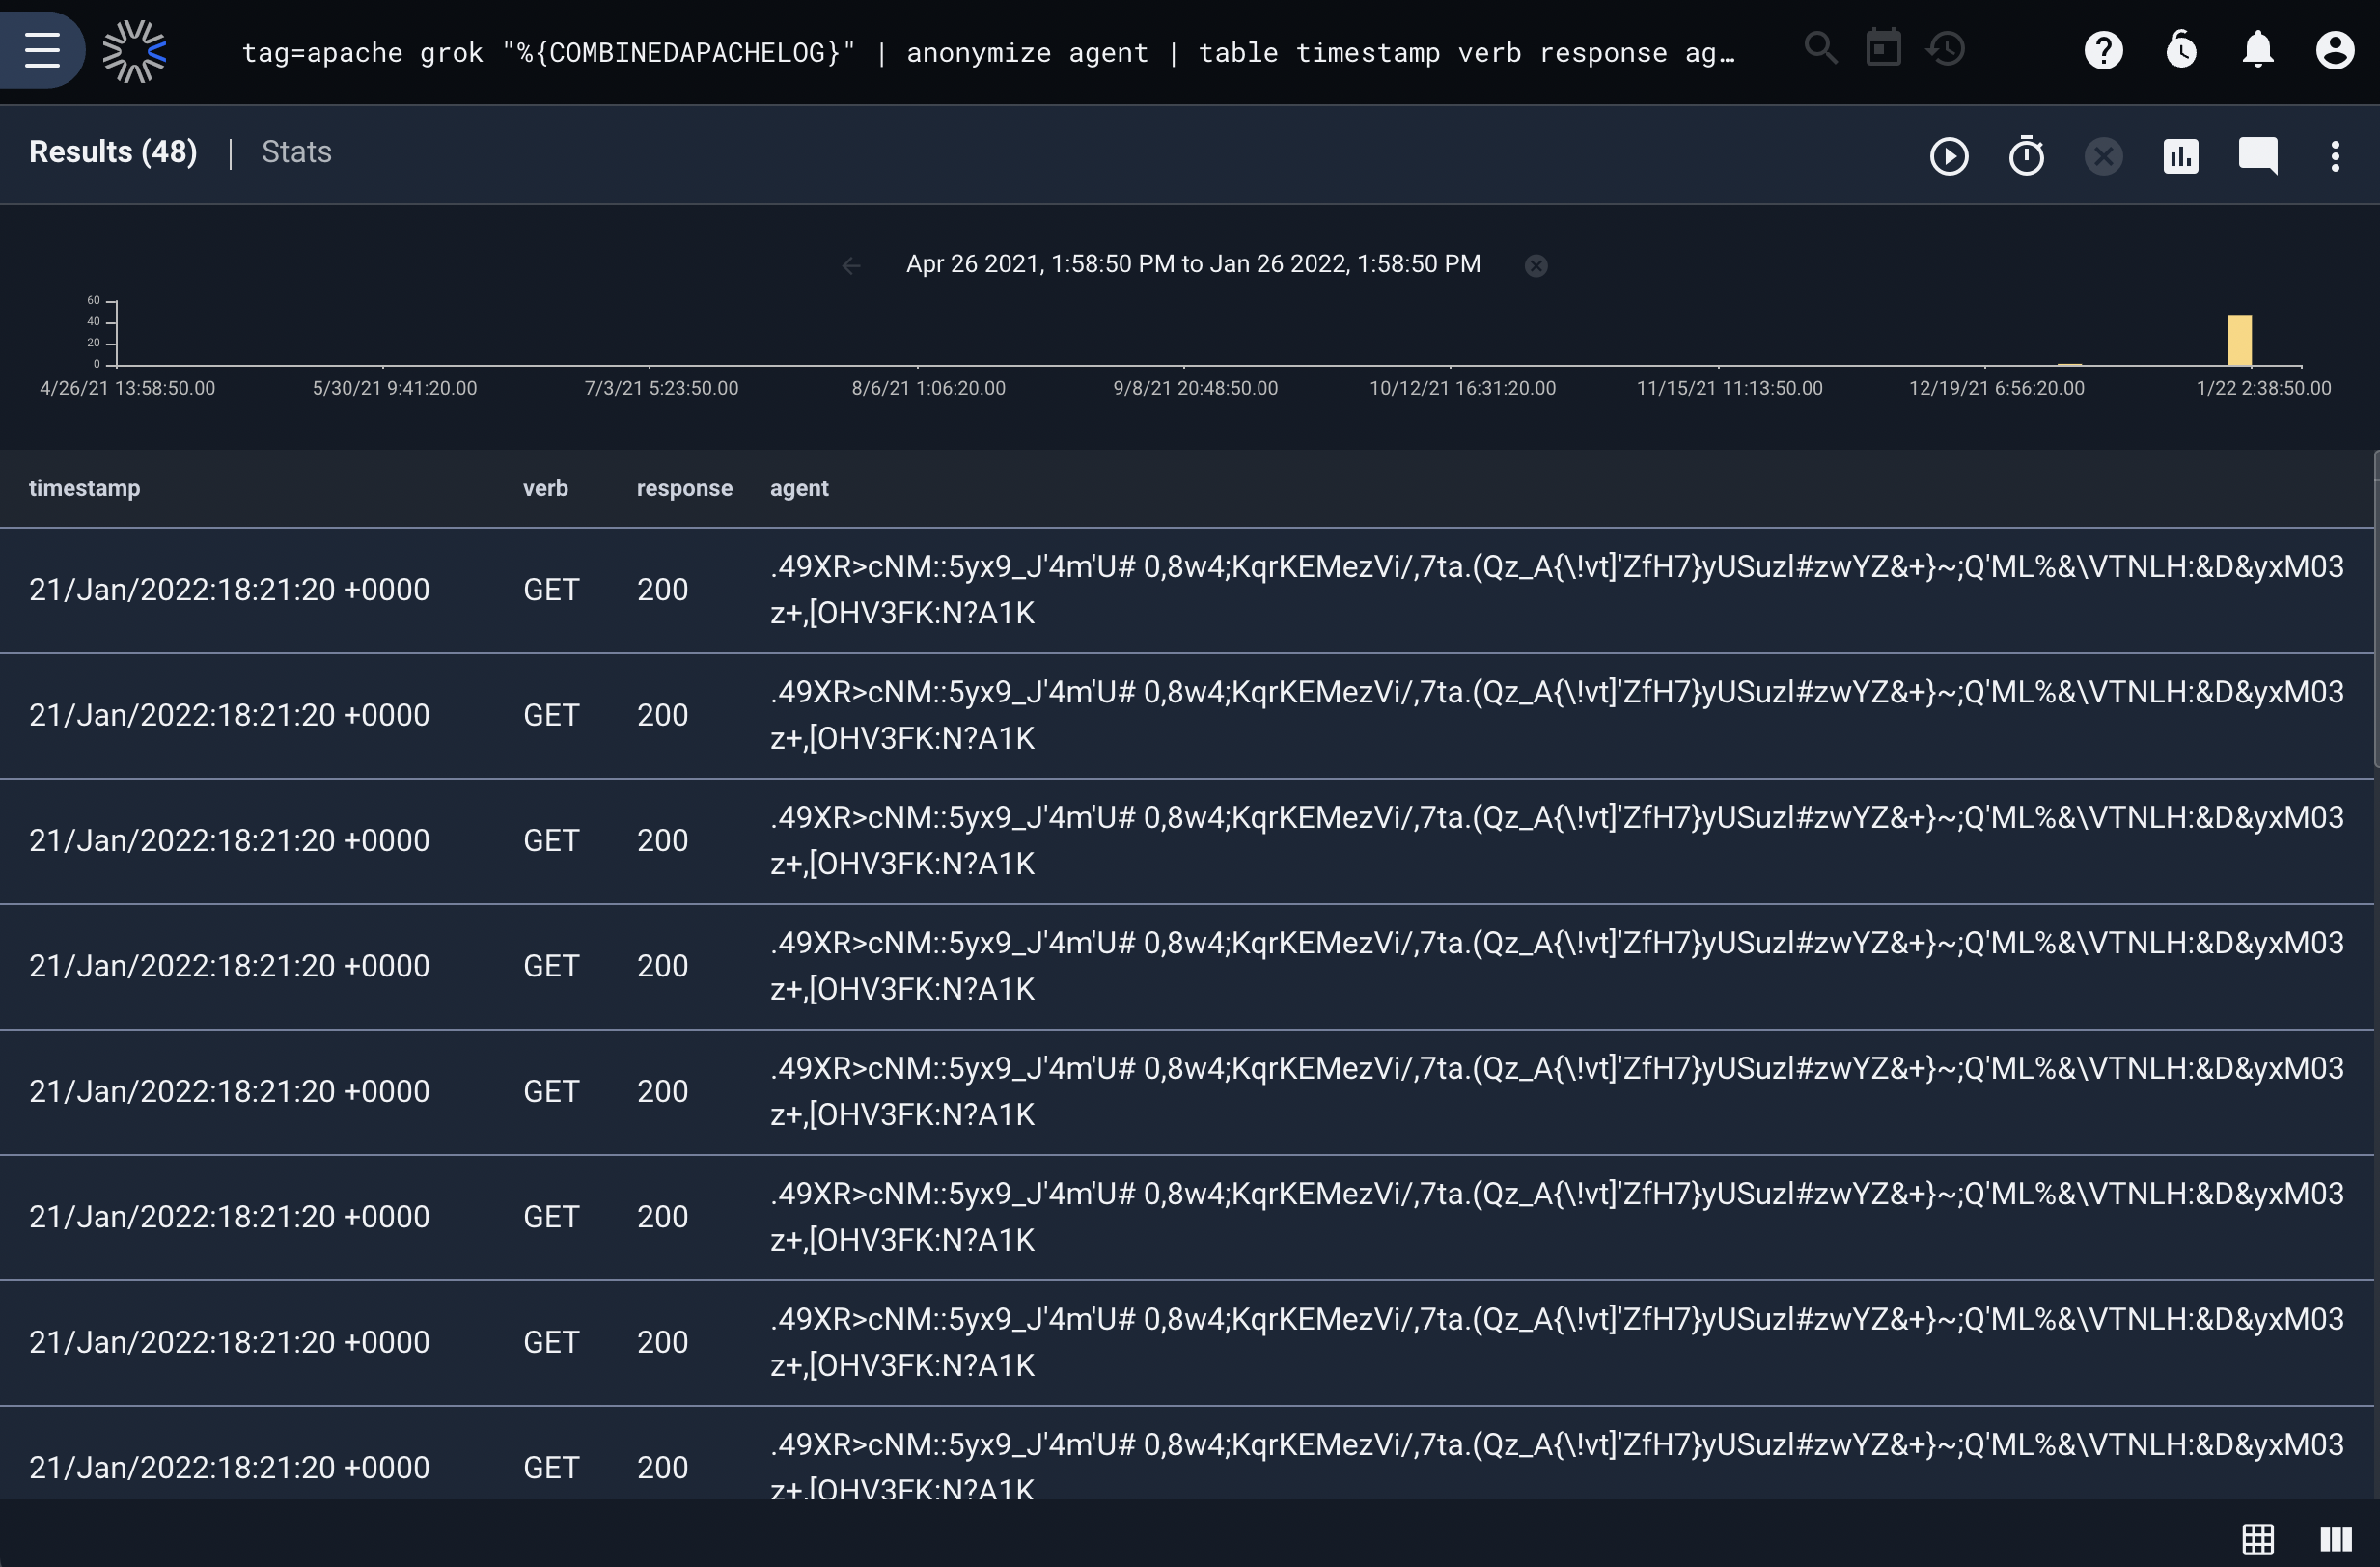 tag=apache grok "%{COMBINEDAPACHELOG}" | anonymize agent | table timestamp verb response ag…
Results (48) | Stats
Apr 26 2021, 1:58:50 PM to Jan 26 2022, 1:58:50 PM
60
40
20
0
4/26/21 13:58:50.00 5/30/21 9:41:20.00 7/3/21 5:23:50.00 8/6/21 1:06:20.00 9/8/21 20:48:50.00 10/12/21 16:31:20.00 11/15/21 11:13:50.00 12/19/21 6:56:20.00 1/22 2:38:50.00
timestamp verb response agent
21/Jan/2022:18:21:20 +0000 GET 200 .49XR>cNM::5yx9_J'4m'U# 0,8w4;KqrKEMezVi/,7ta.(Qz_A{\!vt]'ZfH7}yUSuzl#zwYZ&+}~;Q'ML%&\VTNLH:&D&yxM03
z+,[OHV3FK:N?A1K
21/Jan/2022:18:21:20 +0000 GET 200 .49XR>cNM::5yx9_J'4m'U# 0,8w4;KqrKEMezVi/,7ta.(Qz_A{\!vt]'ZfH7}yUSuzl#zwYZ&+}~;Q'ML%&\VTNLH:&D&yxM03
z+,[OHV3FK:N?A1K
21/Jan/2022:18:21:20 +0000 GET 200 .49XR>cNM::5yx9_J'4m'U# 0,8w4;KqrKEMezVi/,7ta.(Qz_A{\!vt]'ZfH7}yUSuzl#zwYZ&+}~;Q'ML%&\VTNLH:&D&yxM03
z+,[OHV3FK:N?A1K
21/Jan/2022:18:21:20 +0000 GET 200 .49XR>cNM::5yx9_J'4m'U# 0,8w4;KqrKEMezVi/,7ta.(Qz_A{\!vt]'ZfH7}yUSuzl#zwYZ&+}~;Q'ML%&\VTNLH:&D&yxM03
z+,[OHV3FK:N?A1K
21/Jan/2022:18:21:20 +0000 GET 200 .49XR>cNM::5yx9_J'4m'U# 0,8w4;KqrKEMezVi/,7ta.(Qz_A{\!vt]'ZfH7}yUSuzl#zwYZ&+}~;Q'ML%&\VTNLH:&D&yxM03
z+,[OHV3FK:N?A1K
21/Jan/2022:18:21:20 +0000 GET 200 .49XR>cNM::5yx9_J'4m'U# 0,8w4;KqrKEMezVi/,7ta.(Qz_A{\!vt]'ZfH7}yUSuzl#zwYZ&+}~;Q'ML%&\VTNLH:&D&yxM03
z+,[OHV3FK:N?A1K
21/Jan/2022:18:21:20 +0000 GET 200 .49XR>cNM::5yx9_J'4m'U# 0,8w4;KqrKEMezVi/,7ta.(Qz_A{\!vt]'ZfH7}yUSuzl#zwYZ&+}~;Q'ML%&\VTNLH:&D&yxM03
z+,[OHV3FK:N?A1K
21/Jan/2022:18:21:20 +0000 GET 200 .49XR>cNM::5yx9_J'4m'U# 0,8w4;KqrKEMezVi/,7ta.(Qz_A{\!vt]'ZfH7}yUSuzl#zwYZ&+}~;Q'ML%&\VTNLH:&D&yxM03
z+,[OHV3FK:N?A1K